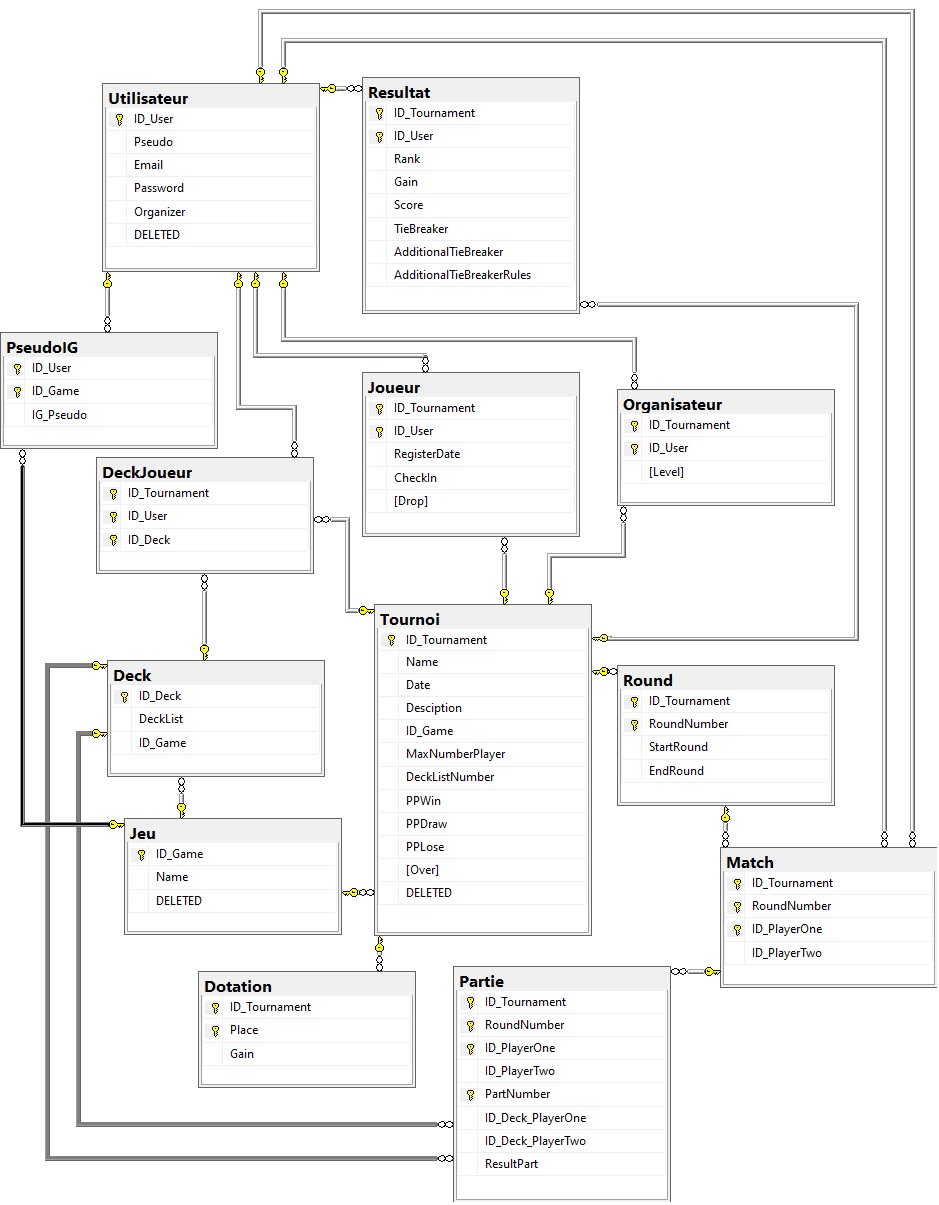 Utilisateur
ID_User
Pseudo
Email
Password
Organizer
DELETED
Resultat
ID_Tournament
ID_User
Rank
Gain
Score
TieBreaker
AdditionalTieBreaker
AdditionalTieBreakerRules
PseudoIG
ID_User
ID_Game
IG_Pseudo
Joueur
ID_Tournament
ID_User
RegisterDate
CheckIn
[Drop]
Organisateur
ID_Tournament
ID_User
[Level]
DeckJoueur
ID_Tournament
ID_User
ID_Deck
Tournoi
ID_Tournament
Name
Date
Desciption
ID_Game
MaxNumberPlayer
DeckListNumber
PPWin
PPDraw
PPLose
[Over]
DELETED
Deck
ID_Deck
DeckList
ID_Game
Round
ID_Tournament
RoundNumber
StartRound
EndRound
Jeu
ID_Game
Name
DELETED
Match
ID_Tournament
RoundNumber
ID_PlayerOne
ID_PlayerTwo
Dotation
ID_Tournament
Place
Gain
Partie
ID_Tournament
RoundNumber
ID_PlayerOne
ID_PlayerTwo
PartNumber
ID_Deck_PlayerOne
ID_Deck_PlayerTwo
ResultPart